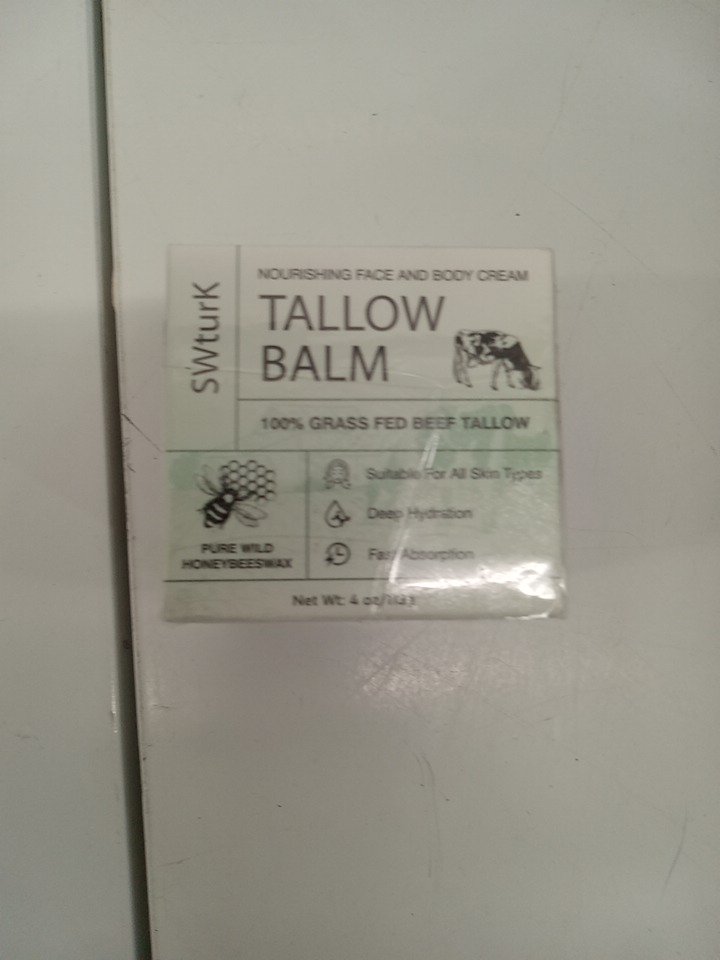 SWturK
NOURISHING FACE AND BODY CREAM
TALLOW
BALM
100% GRASS FED BEEF TALLOW
PURE WILD
HONEYBEESWAX
Suitable For All Skin Types
Deep Hydration
Fast Absorption
Net Wt: 4 oz/